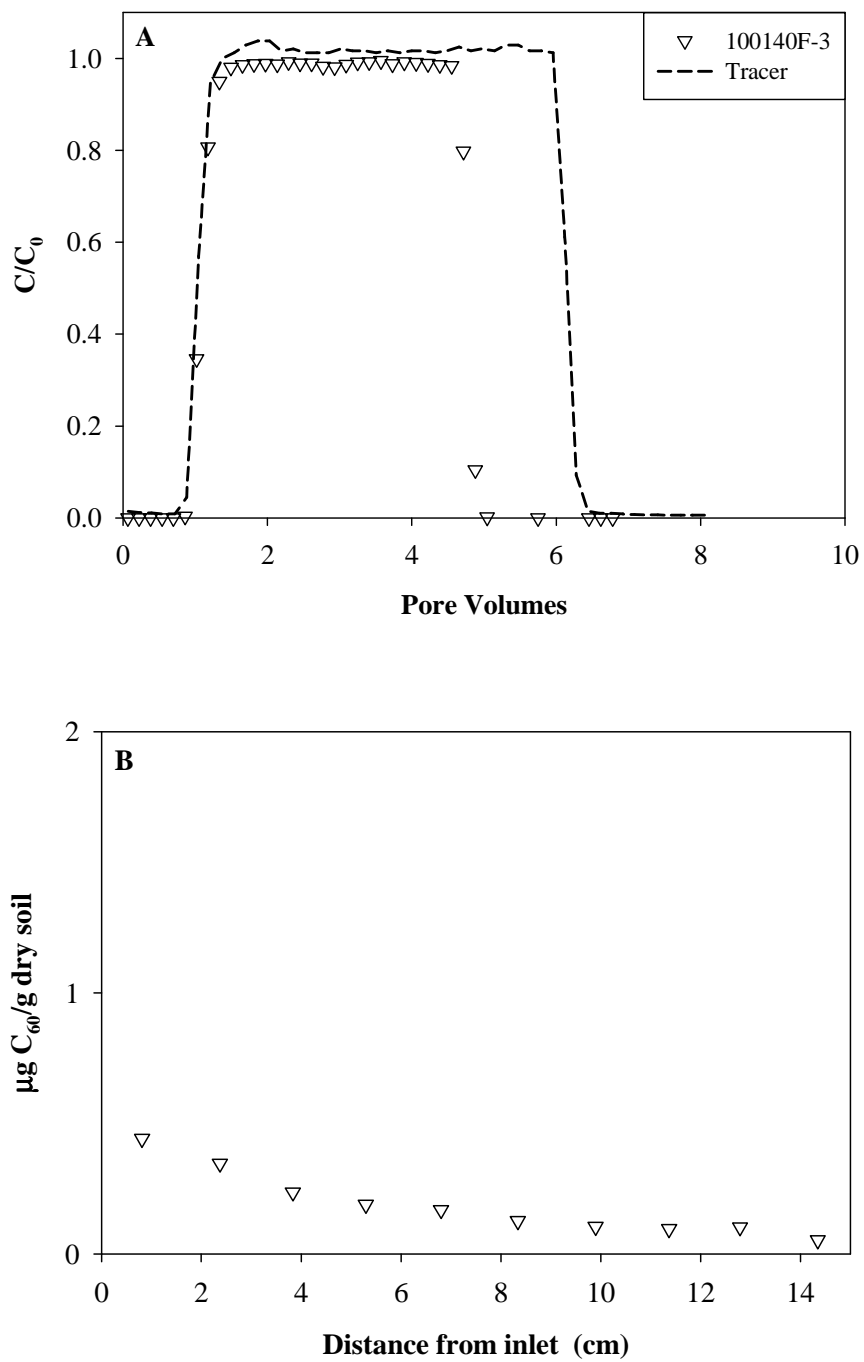 A
100140F-3
Tracer
1.0
0.8
0.6
0.4
0.2
0.0
C/C₀
0 2 4 6 8 10
Pore Volumes
B
2
1
0
μg C₆₀/g dry soil
0 2 4 6 8 10 12 14
Distance from inlet (cm)